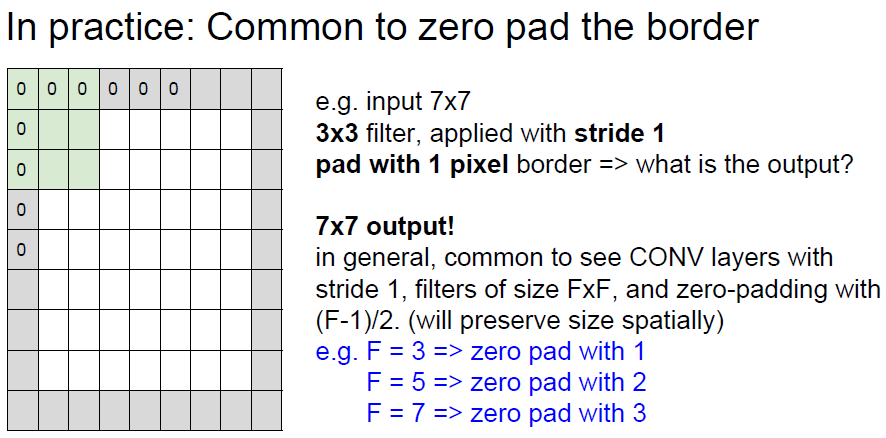 In practice: Common to zero pad the border
0 0 0 0 0 0
0
0
0
0
e.g. input 7x7
3x3 filter, applied with stride 1
pad with 1 pixel border => what is the output?
7x7 output!
in general, common to see CONV layers with
stride 1, filters of size FxF, and zero-padding with
(F-1)/2. (will preserve size spatially)
e.g. F = 3 => zero pad with 1
F = 5 => zero pad with 2
F = 7 => zero pad with 3